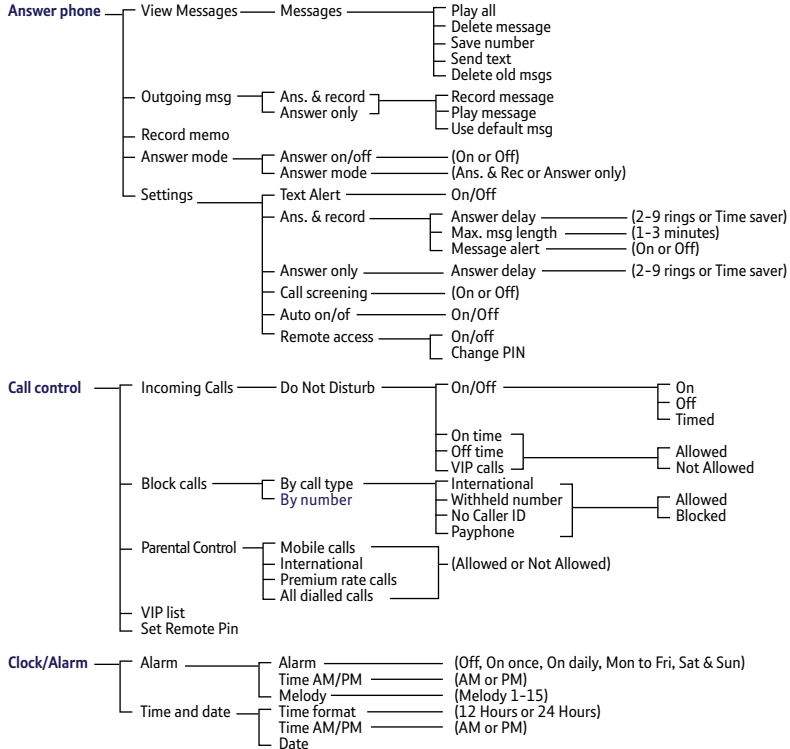 Answer phone View Messages Messages Play all
Delete message
Save number
Send text
Delete old msgs
Outgoing msg Ans. & record Record message
Answer only Play message
Use default msg
Record memo
Answer mode Answer on/off (On or Off)
Answer mode (Ans. & Rec or Answer only)
Settings Text Alert On/Off
Ans. & record Answer delay (2-9 rings or Time saver)
Max. msg length (1-3 minutes)
Message alert (On or Off)
Answer only Answer delay (2-9 rings or Time saver)
Call screening (On or Off)
Auto on/of On/Off
Remote access On/off
Change PIN
Call control Incoming Calls Do Not Disturb On/Off On
Off
Timed
On time
Off time Allowed
VIP calls Not Allowed
Block calls By call type International
By number Withheld number Allowed
No Caller ID Blocked
Payphone
Parental Control Mobile calls
International (Allowed or Not Allowed)
Premium rate calls
All dialled calls
VIP list
Set Remote Pin
Clock/Alarm Alarm Alarm (Off, On once, On daily, Mon to Fri, Sat & Sun)
Time AM/PM (AM or PM)
Melody (Melody 1-15)
Time and date Time format (12 Hours or 24 Hours)
Time AM/PM (AM or PM)
Date